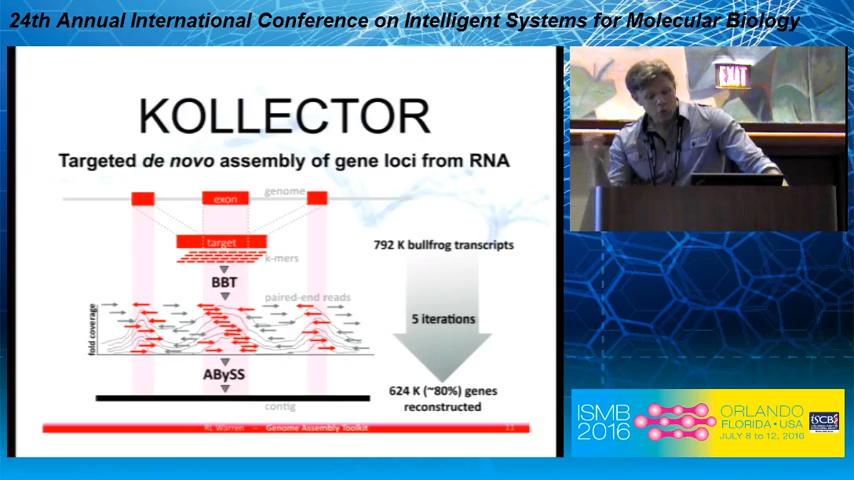 24th Annual International Conference on Intelligent Systems for Molecular Biology
KOLLECTOR
Targeted de novo assembly of gene loci from RNA
genome
exon
target
k-mers
BBT
paired-end reads
fold coverage
ABySS
contig
792 K bullfrog transcripts
5 iterations
624 K (~80%) genes
reconstructed
RL Warren – Genome Assembly Toolkit
11
EXIT
ISMB
2016
ORLANDO
FLORIDA • USA
JULY 8 to 12, 2016
ISCB